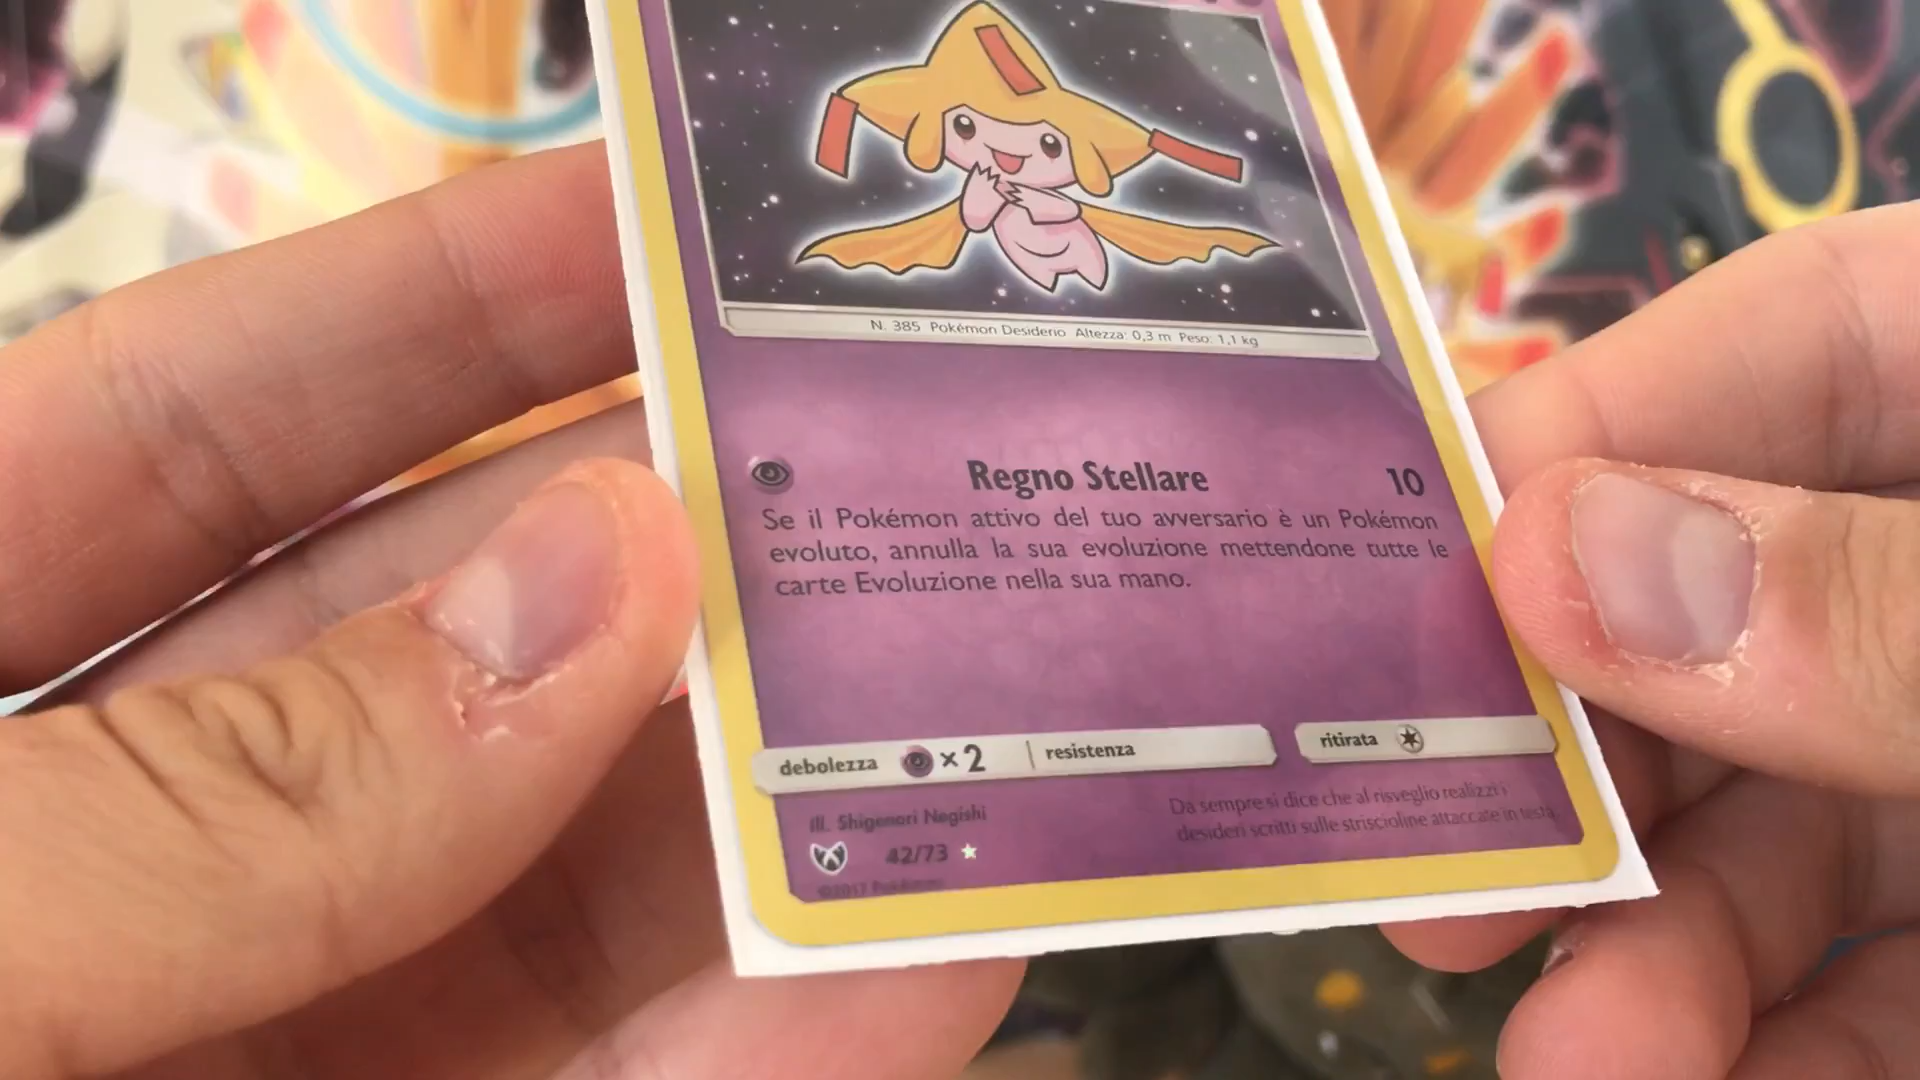 N. 385 Pokémon Desiderio Altezza: 0,3 m Peso: 1,1 kg
Regno Stellare 10
Se il Pokémon attivo del tuo avversario è un Pokémon
evoluto, annulla la sua evoluzione mettendone tutte le
carte Evoluzione nella sua mano.
debolezza ×2 resistenza ritirata
Ill. Shigenori Negishi
Da sempre si dice che al risveglio realizzi i
desideri scritti sulle striscioline attaccate in testa.
42/73
©2017 Pokémon